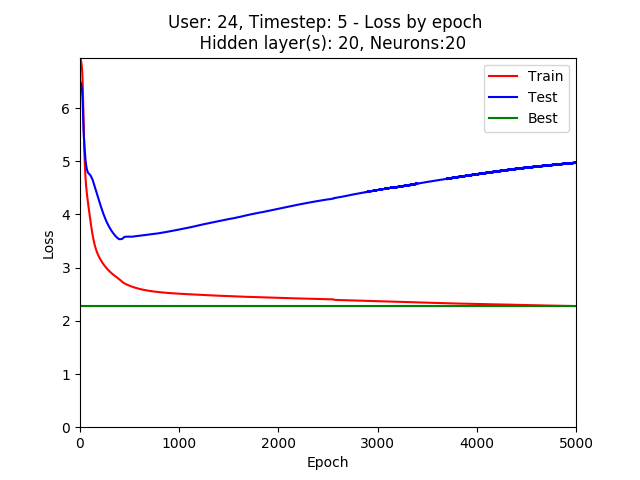 User: 24, Timestep: 5 - Loss by epoch
Hidden layer(s): 20, Neurons:20
Train
Test
Best
Loss
6
5
4
3
2
1
0
0 1000 2000 3000 4000 5000
Epoch